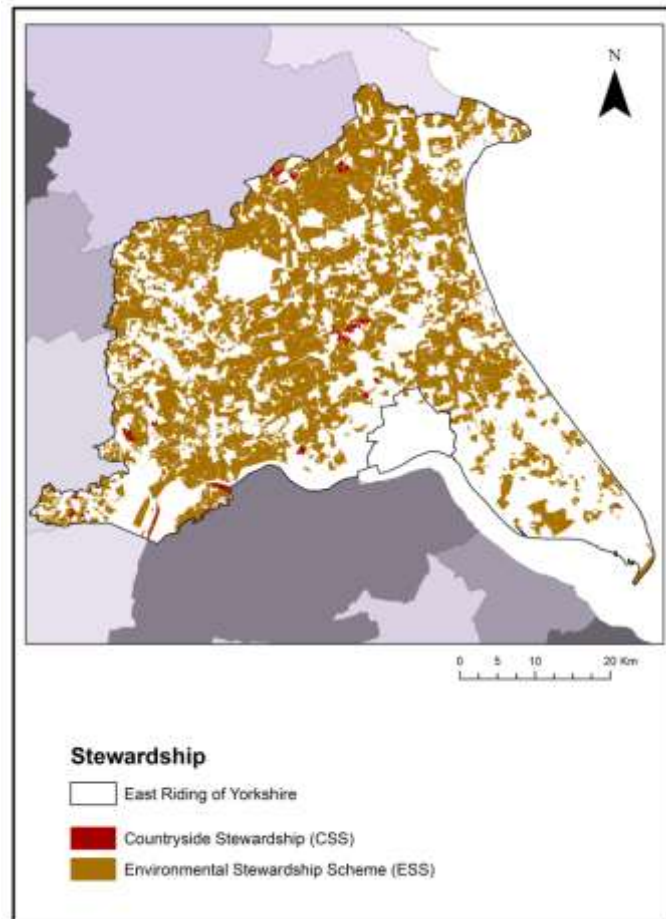 N
0 5 10 20 Km
Stewardship
East Riding of Yorkshire
Countryside Stewardship (CSS)
Environmental Stewardship Scheme (ESS)